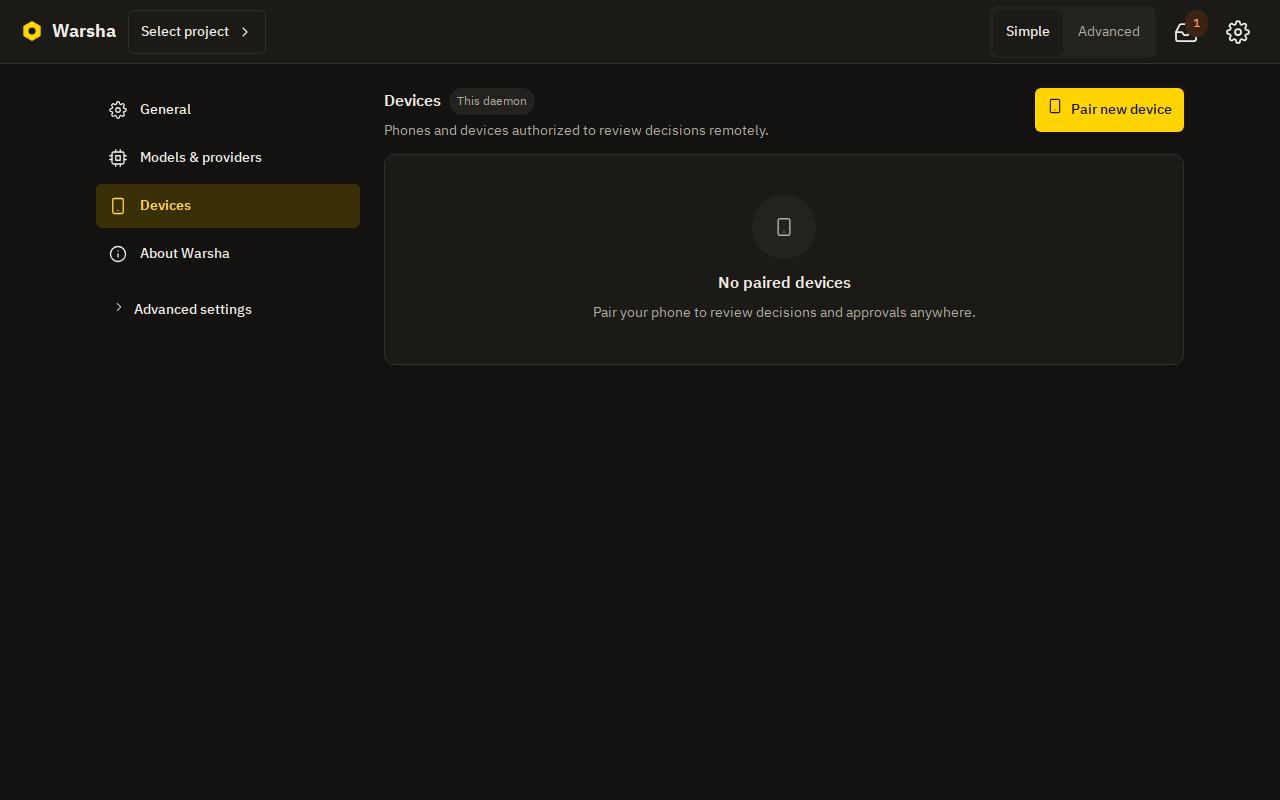 Warsha
Select project
Simple
Advanced
1
General
Models & providers
Devices
About Warsha
Advanced settings
Devices
This daemon
Phones and devices authorized to review decisions remotely.
Pair new device
No paired devices
Pair your phone to review decisions and approvals anywhere.